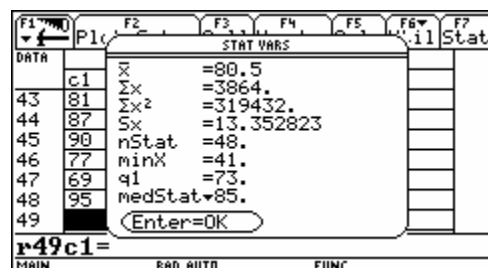 F1 F2 F3 F4 F5 F6▼ F7
Stat
STAT VARS
DATA
c1
x̄ =80.5
Σx =3864.
Σx² =319432.
Sx =13.352823
nStat =48.
minX =41.
q1 =73.
medStat▾85.
Enter=OK
43 81
44 87
45 90
46 77
47 69
48 95
49
r49c1=
MAIN RAD AUTO FUNC